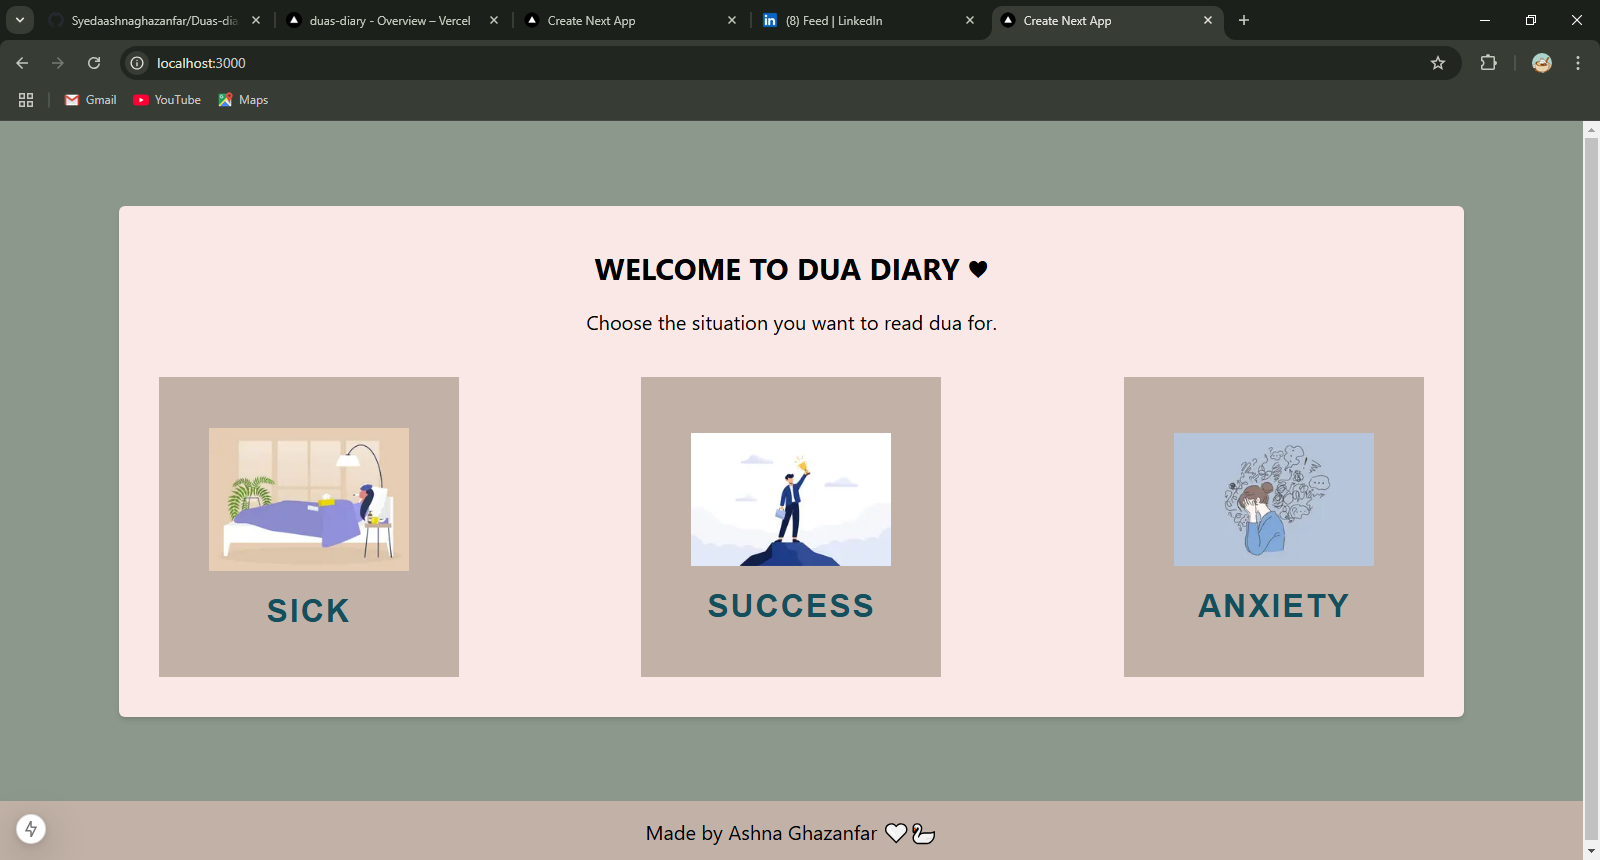 Syedaashnaghazanfar/Duas-dia
duas-diary - Overview – Vercel
Create Next App
(8) Feed | LinkedIn
Create Next App
localhost:3000
Gmail
YouTube
Maps
WELCOME TO DUA DIARY ♥
Choose the situation you want to read dua for.
SICK
SUCCESS
ANXIETY
Made by Ashna Ghazanfar 🤍🦢